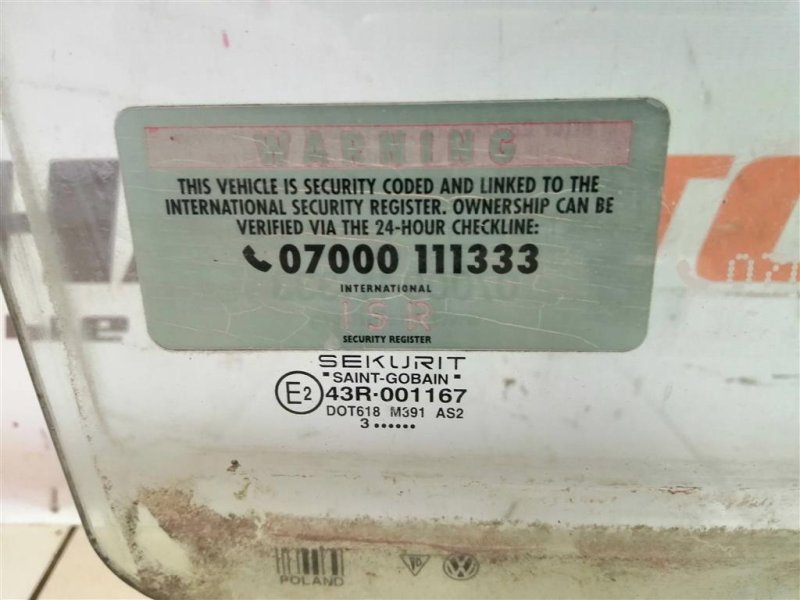 WARNING
THIS VEHICLE IS SECURITY CODED AND LINKED TO THE
INTERNATIONAL SECURITY REGISTER. OWNERSHIP CAN BE
VERIFIED VIA THE 24-HOUR CHECKLINE:
07000 111333
INTERNATIONAL
ISR
SECURITY REGISTER
SEKURIT
"SAINT-GOBAIN"
E2 43R-001167
DOT618 M391 AS2
3 ······
POLAND